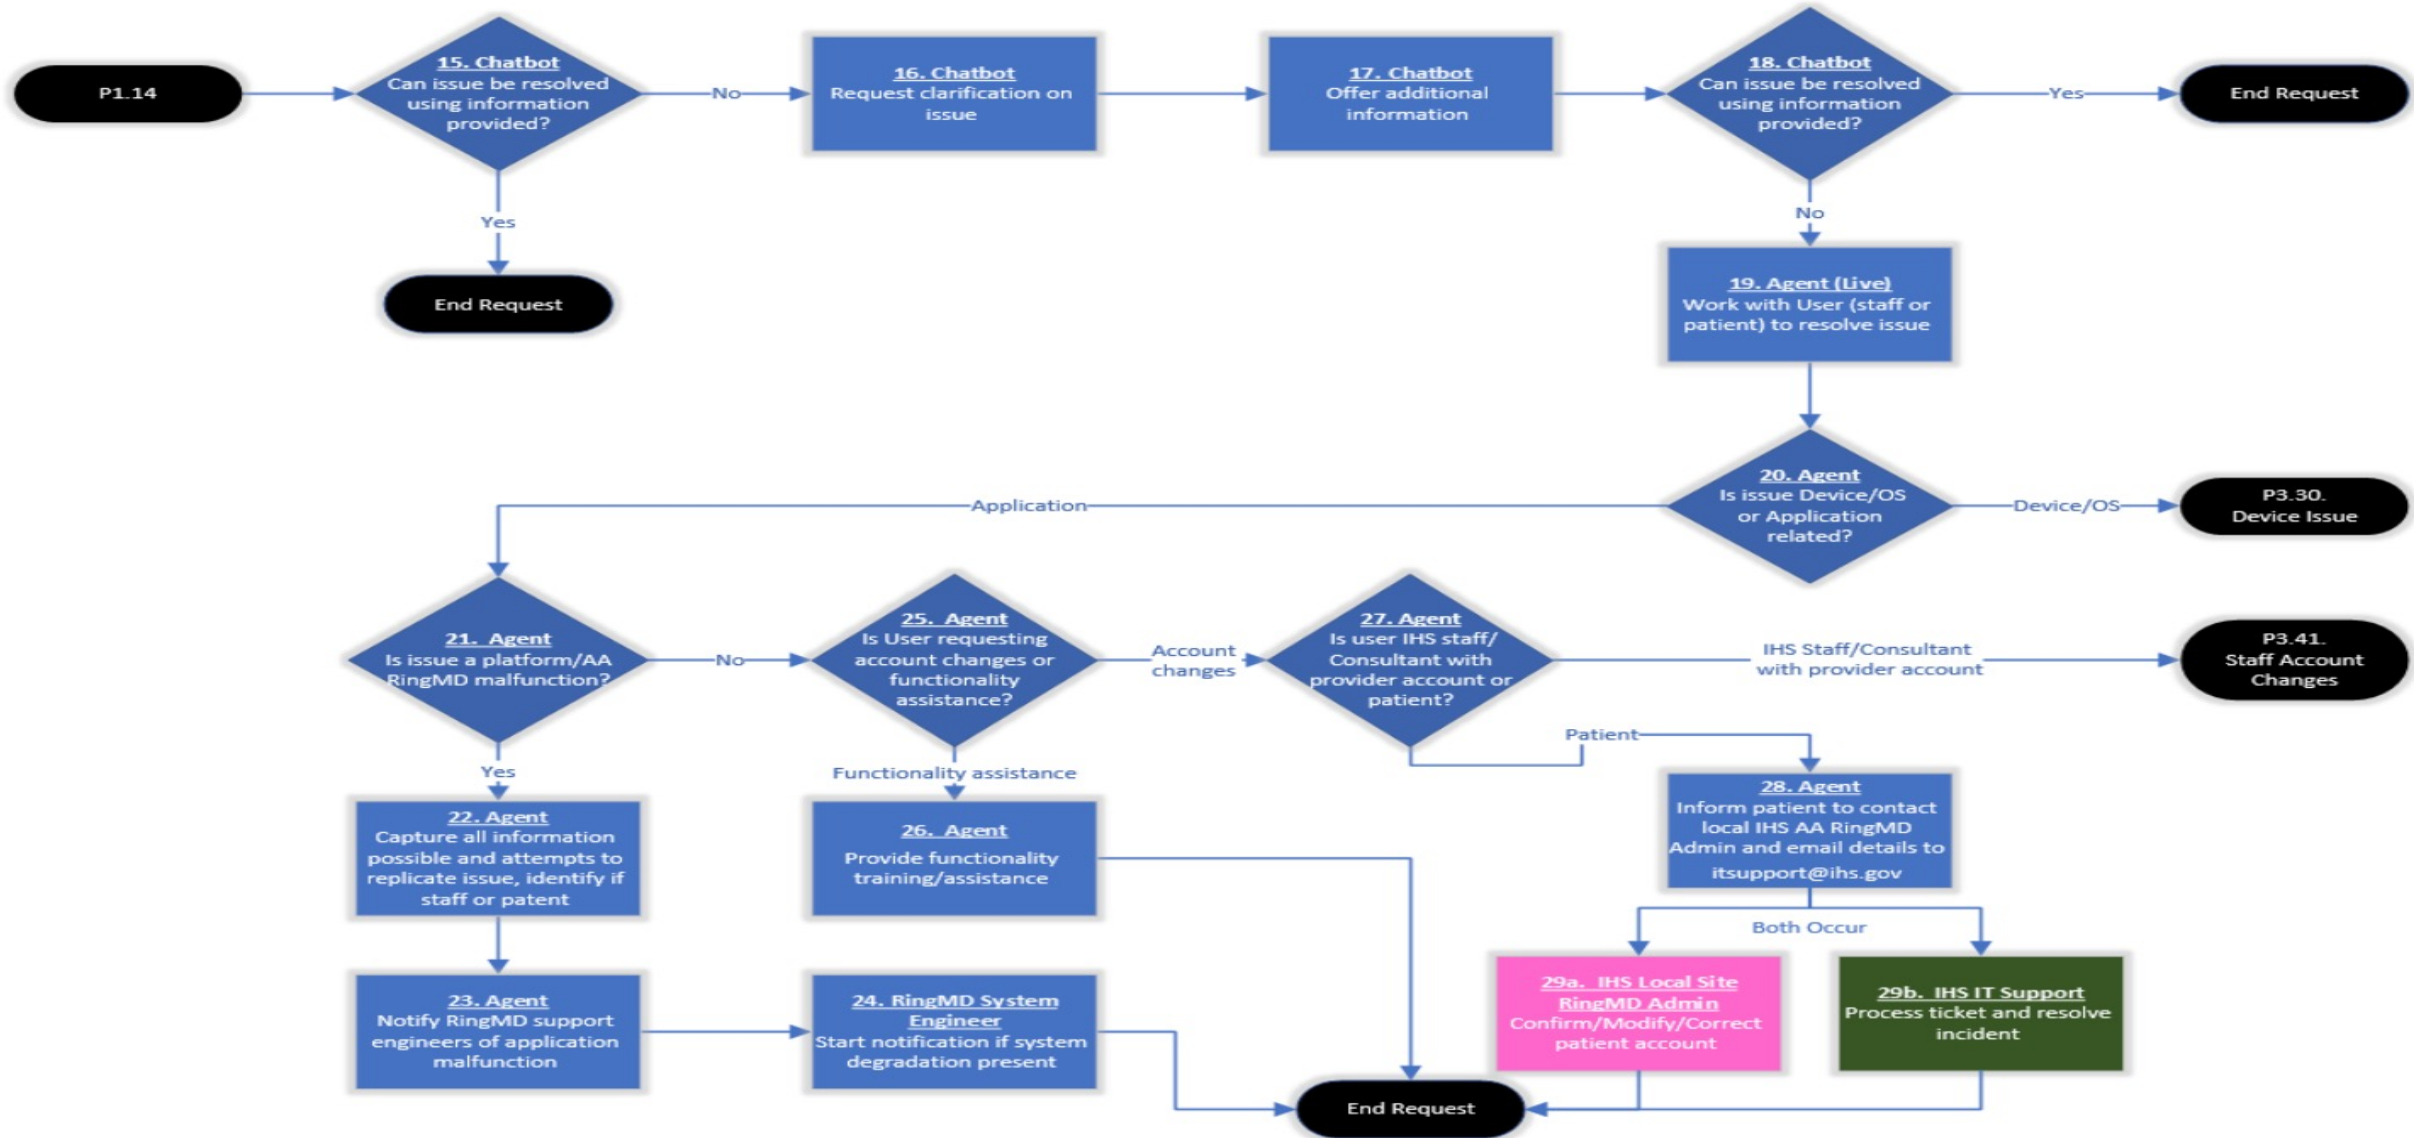 P1.14
15. Chatbot
Can issue be resolved
using information
provided?
No
16. Chatbot
Request clarification on
issue
17. Chatbot
Offer additional
information
18. Chatbot
Can issue be resolved
using information
provided?
Yes
End Request
Yes
End Request
No
19. Agent (Live)
Work with User (staff or
patient) to resolve issue
20. Agent
Is issue Device/OS
or Application
related?
Device/OS
P3.30.
Device Issue
Application
21. Agent
Is issue a platform/AA
RingMD malfunction?
No
25. Agent
Is User requesting
account changes or
functionality
assistance?
Account
changes
27. Agent
Is user IHS staff/
Consultant with
provider account or
patient?
IHS Staff/Consultant
with provider account
P3.41.
Staff Account
Changes
Yes
22. Agent
Capture all information
possible and attempts to
replicate issue, identify if
staff or patent
Functionality assistance
26. Agent
Provide functionality
training/assistance
Patient
28. Agent
Inform patient to contact
local IHS AA RingMD
Admin and email details to
itsupport@ihs.gov
Both Occur
23. Agent
Notify RingMD support
engineers of application
malfunction
24. RingMD System
Engineer
Start notification if system
degradation present
29a. IHS Local Site
RingMD Admin
Confirm/Modify/Correct
patient account
29b. IHS IT Support
Process ticket and resolve
incident
End Request